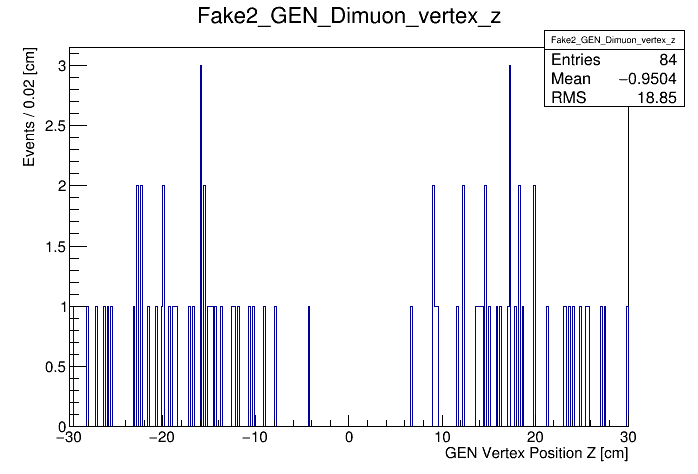 Fake2_GEN_Dimuon_vertex_z
Fake2_GEN_Dimuon_vertex_z
Entries 84
Mean −0.9504
RMS 18.85
Events / 0.02 [cm]
3
2.5
2
1.5
1
0.5
0
−30 −20 −10 0 10 20 30
GEN Vertex Position Z [cm]